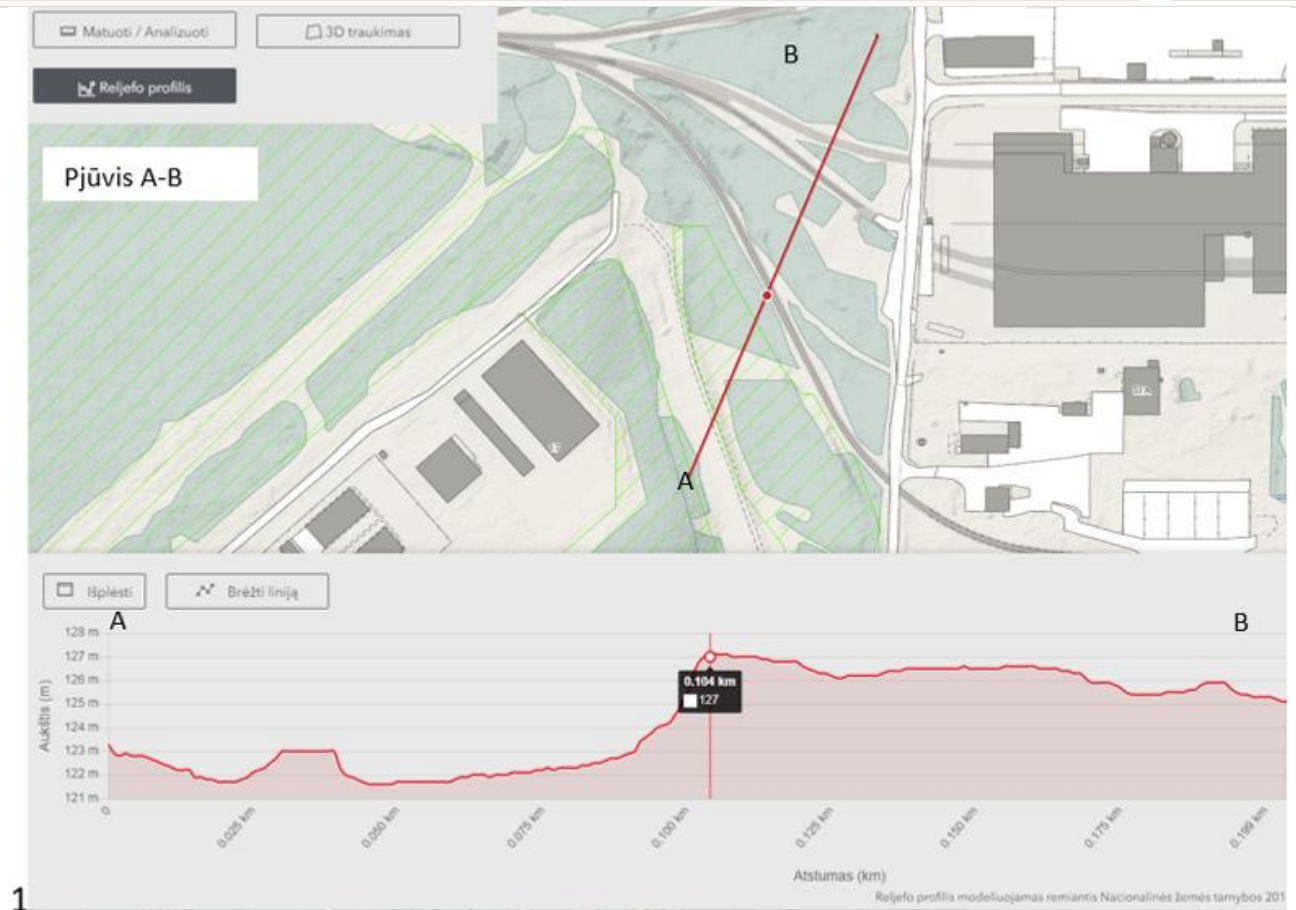 Matuoti / Analizuoti
3D traukimas
Reljefo profilis
B
Pjūvis A-B
A
Išplėsti
Brėžti liniją
A
B
128 m
127 m
126 m
125 m
124 m
123 m
122 m
121 m
Aukštis (m)
0.104 km
127
0
0.025 km
0.050 km
0.075 km
0.100 km
0.125 km
0.150 km
0.175 km
0.199 km
Atstumas (km)
Reljefo profilis modeliuojamas remiantis Nacionalinės žemės tarnybos 201
1